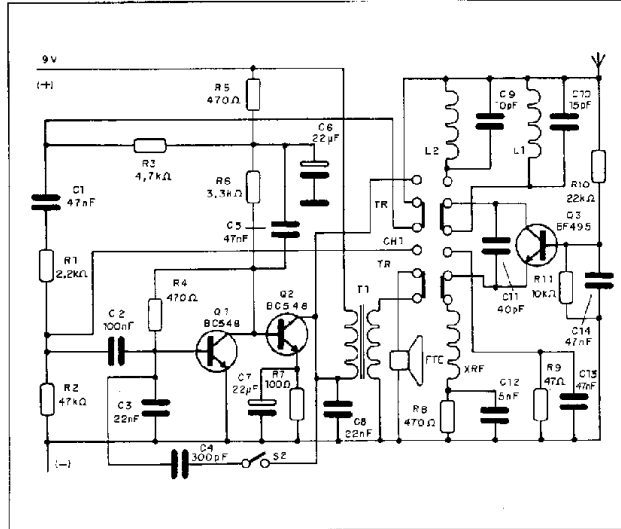 9V
(+)
R5
470Ω
C6
22µF
R3
4,7kΩ
R6
3,3kΩ
C1
47nF
C5
47nF
R1
2,2kΩ
R4
470Ω
C2
100nF
Q1
BC548
Q2
BC548
C7
22µF
R7
100Ω
R2
47kΩ
C3
22nF
C4
300pF
S2
(-)
T1
C8
22nF
FTE
R8
470Ω
XRF
C12
5nF
R9
47Ω
C13
47nF
TR
CH1
TR
L2
C9
10pF
L1
C10
15pF
R10
22kΩ
Q3
BF495
C11
40pF
R11
10kΩ
C14
47nF